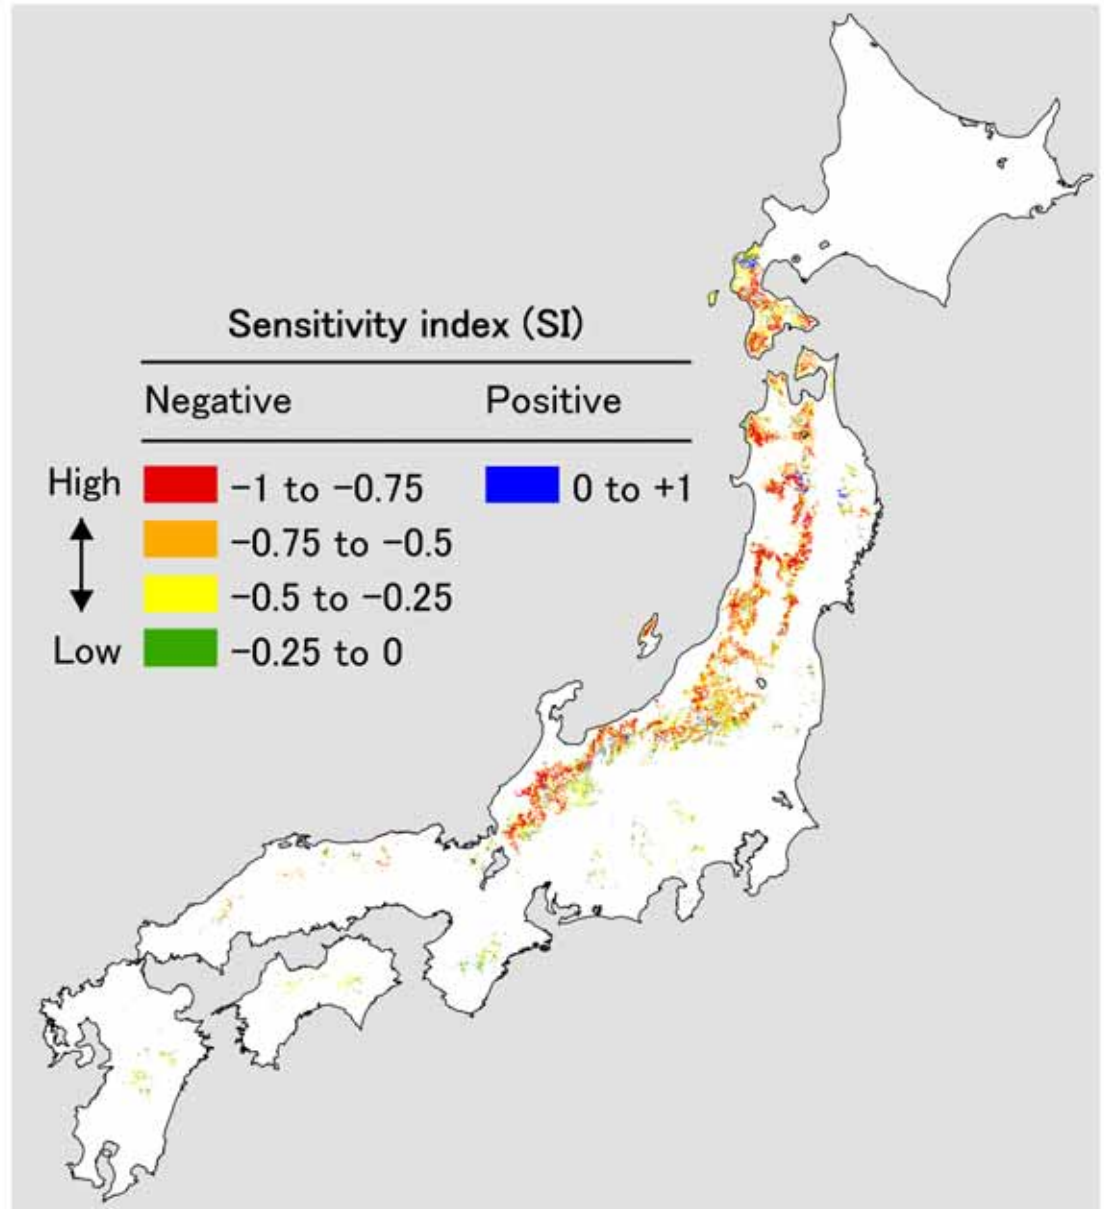 Sensitivity index (SI)
Negative Positive
High -1 to -0.75 0 to +1
-0.75 to -0.5
-0.5 to -0.25
Low -0.25 to 0